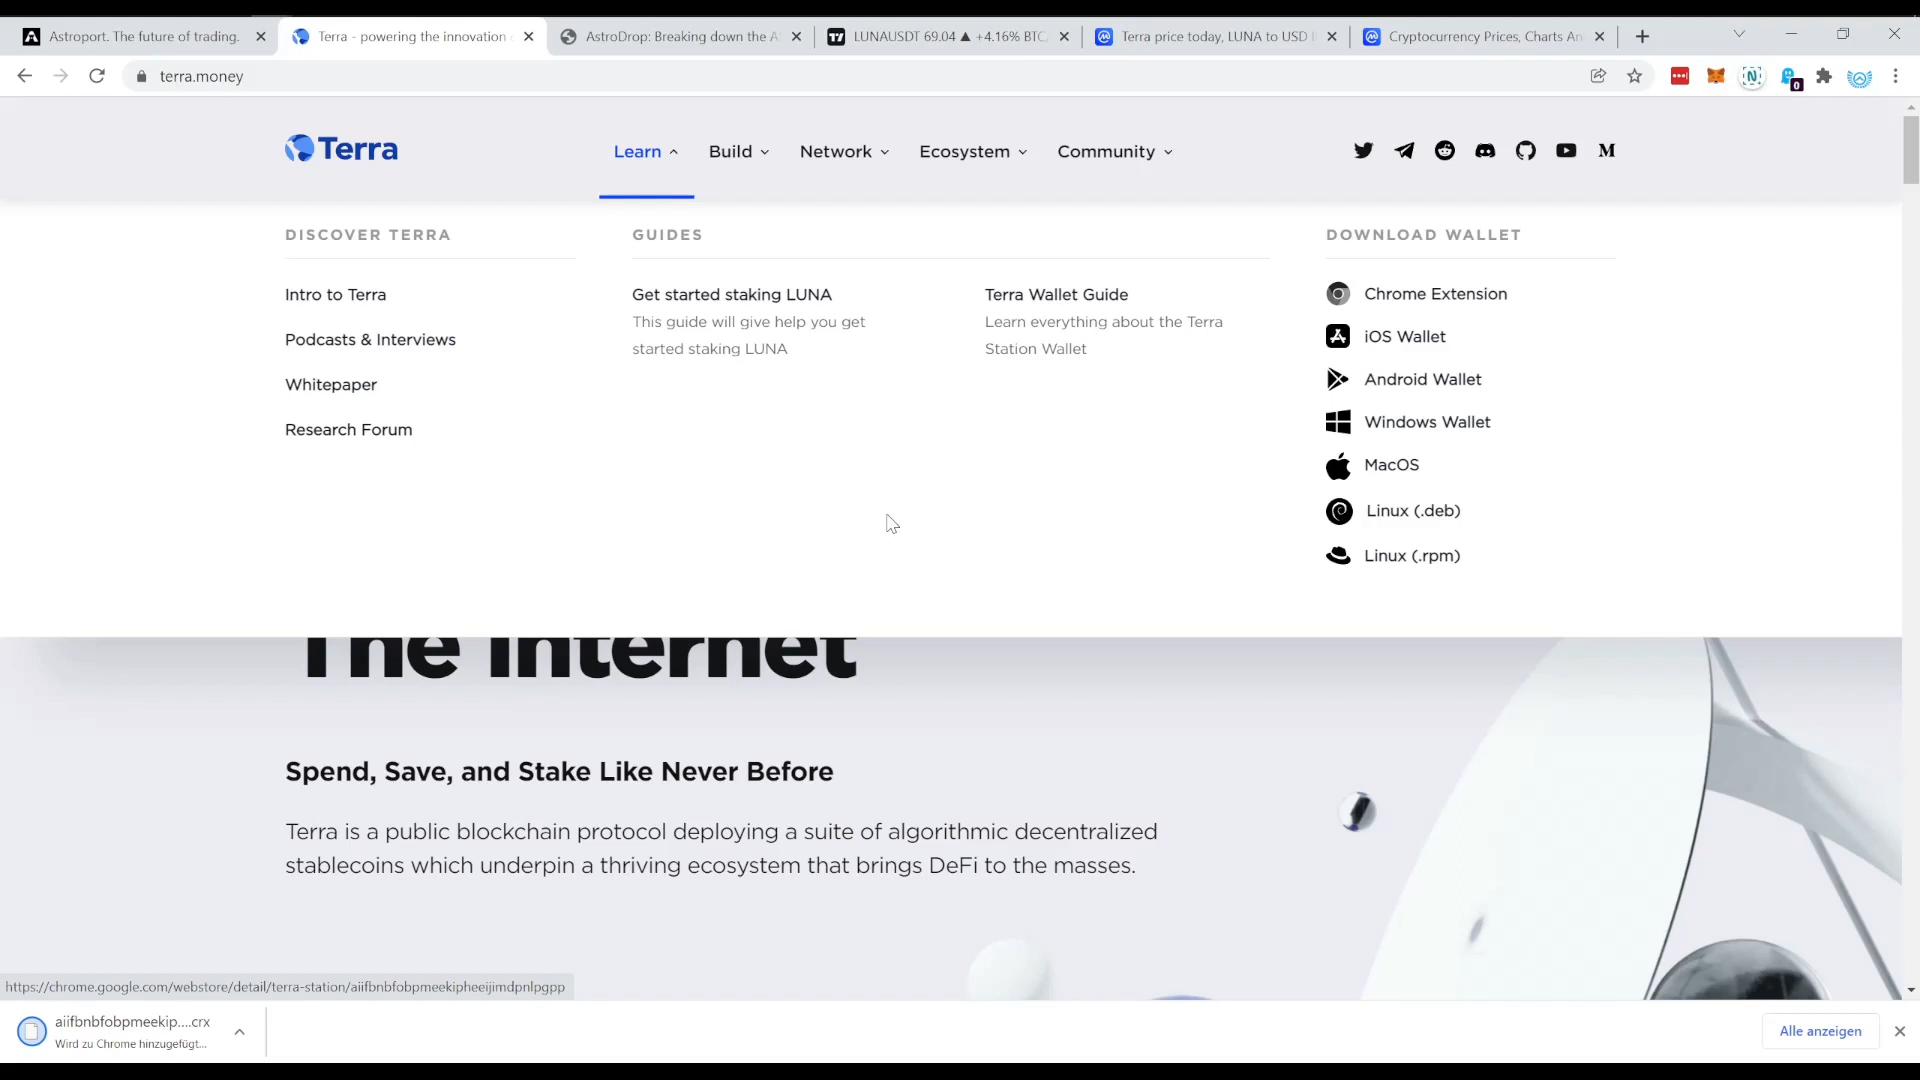 Astroport. The future of trading.
Terra - powering the innovation
AstroDrop: Breaking down the A
LUNAUSDT 69.04 ▲ +4.16% BTC
Terra price today, LUNA to USD
Cryptocurrency Prices, Charts An
terra.money
0
Terra
Learn
Build
Network
Ecosystem
Community
M
DISCOVER TERRA
Intro to Terra
Podcasts & Interviews
Whitepaper
Research Forum
GUIDES
Get started staking LUNA
This guide will give help you get
started staking LUNA
Terra Wallet Guide
Learn everything about the Terra
Station Wallet
DOWNLOAD WALLET
Chrome Extension
iOS Wallet
Android Wallet
Windows Wallet
MacOS
Linux (.deb)
Linux (.rpm)
The Internet
Spend, Save, and Stake Like Never Before
Terra is a public blockchain protocol deploying a suite of algorithmic decentralized
stablecoins which underpin a thriving ecosystem that brings DeFi to the masses.
https://chrome.google.com/webstore/detail/terra-station/aiifbnbfobpmeekipheeijimdpnlpgpp
aiifbnbfobpmeekip....crx
Wird zu Chrome hinzugefügt...
Alle anzeigen